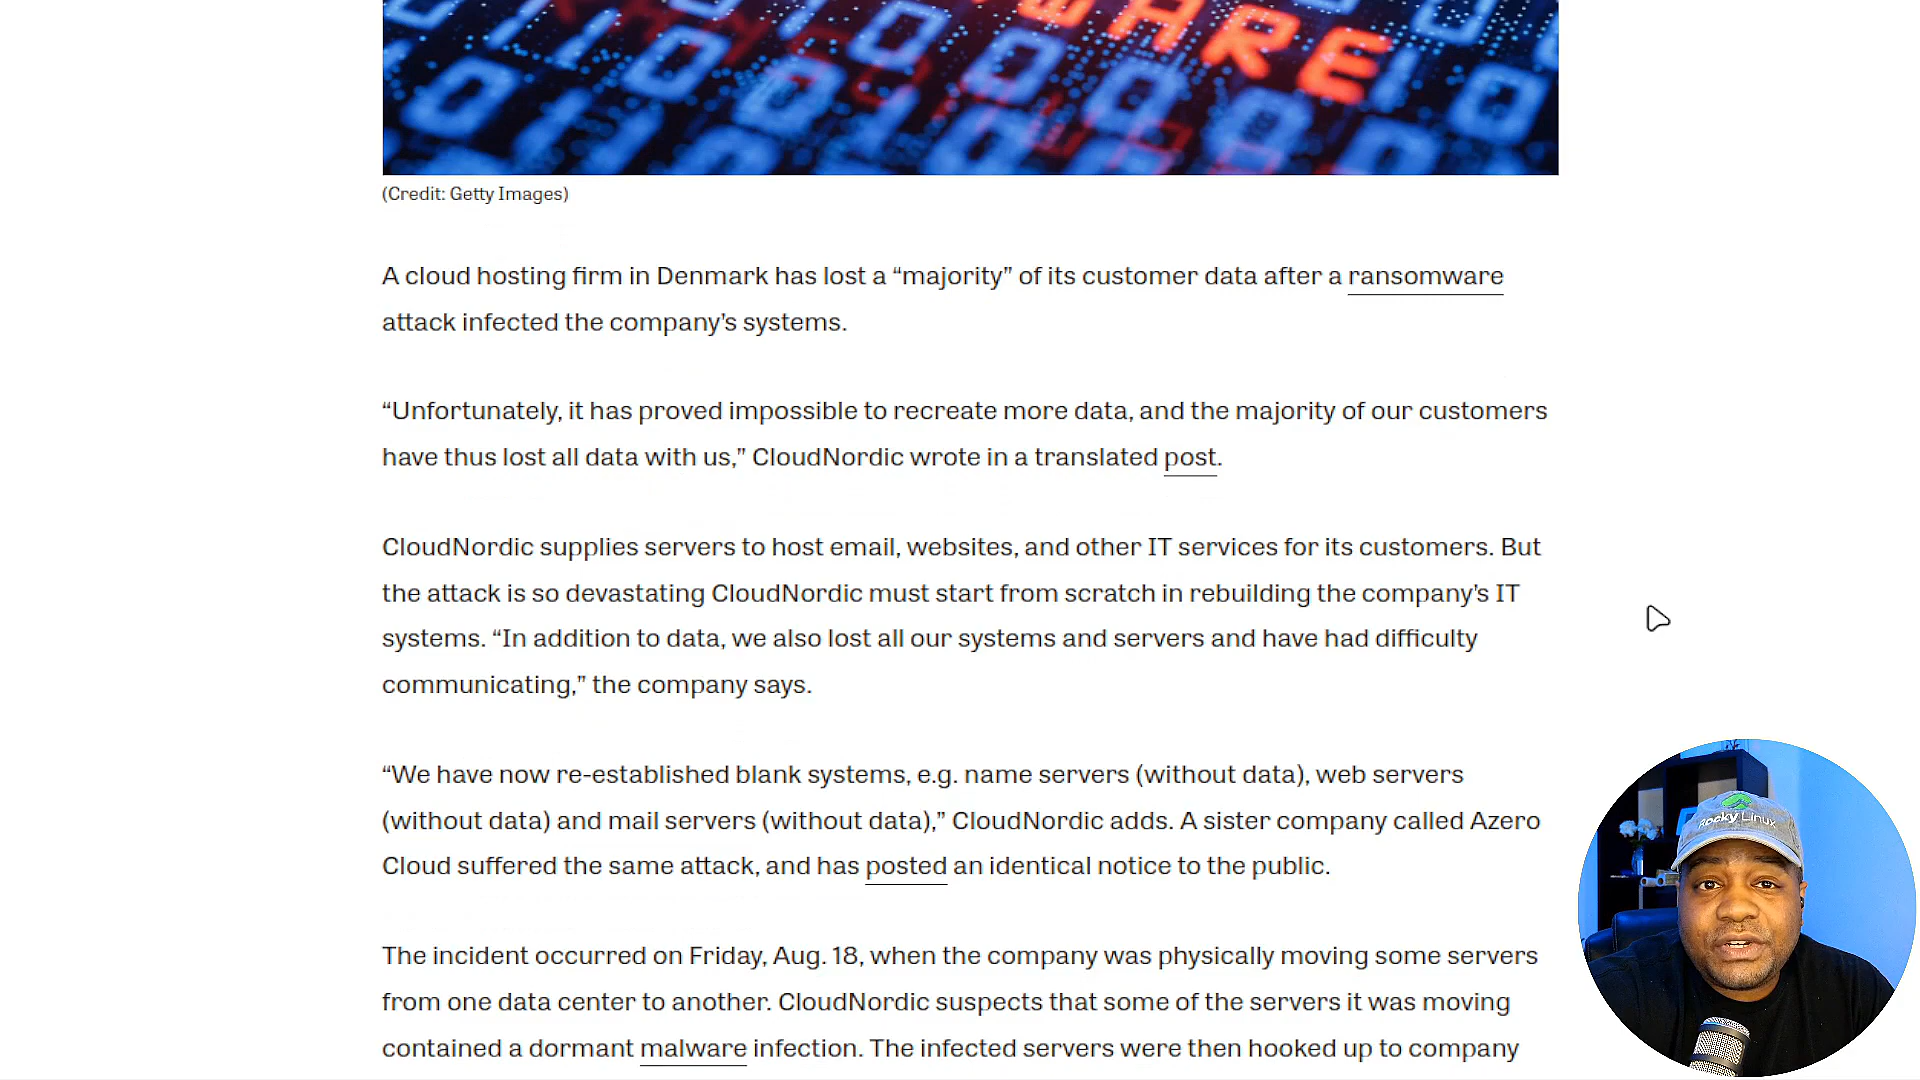 WARE
(Credit: Getty Images)
A cloud hosting firm in Denmark has lost a “majority” of its customer data after a ransomware
attack infected the company’s systems.
“Unfortunately, it has proved impossible to recreate more data, and the majority of our customers
have thus lost all data with us,” CloudNordic wrote in a translated post.
CloudNordic supplies servers to host email, websites, and other IT services for its customers. But
the attack is so devastating CloudNordic must start from scratch in rebuilding the company’s IT
systems. “In addition to data, we also lost all our systems and servers and have had difficulty
communicating,” the company says.
“We have now re-established blank systems, e.g. name servers (without data), web servers
(without data) and mail servers (without data),” CloudNordic adds. A sister company called Azero
Cloud suffered the same attack, and has posted an identical notice to the public.
The incident occurred on Friday, Aug. 18, when the company was physically moving some servers
from one data center to another. CloudNordic suspects that some of the servers it was moving
contained a dormant malware infection. The infected servers were then hooked up to company
Rocky Linux